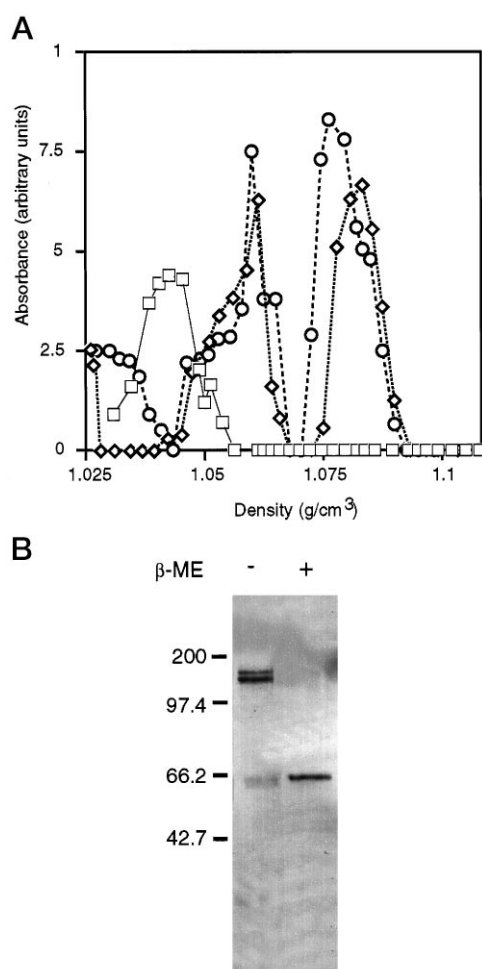 A
1
7.5
5
2.5
0
Absorbance (arbitrary units)
1.025 1.05 1.075 1.1
Density (g/cm3)
B
β-ME - +
200
97.4
66.2
42.7